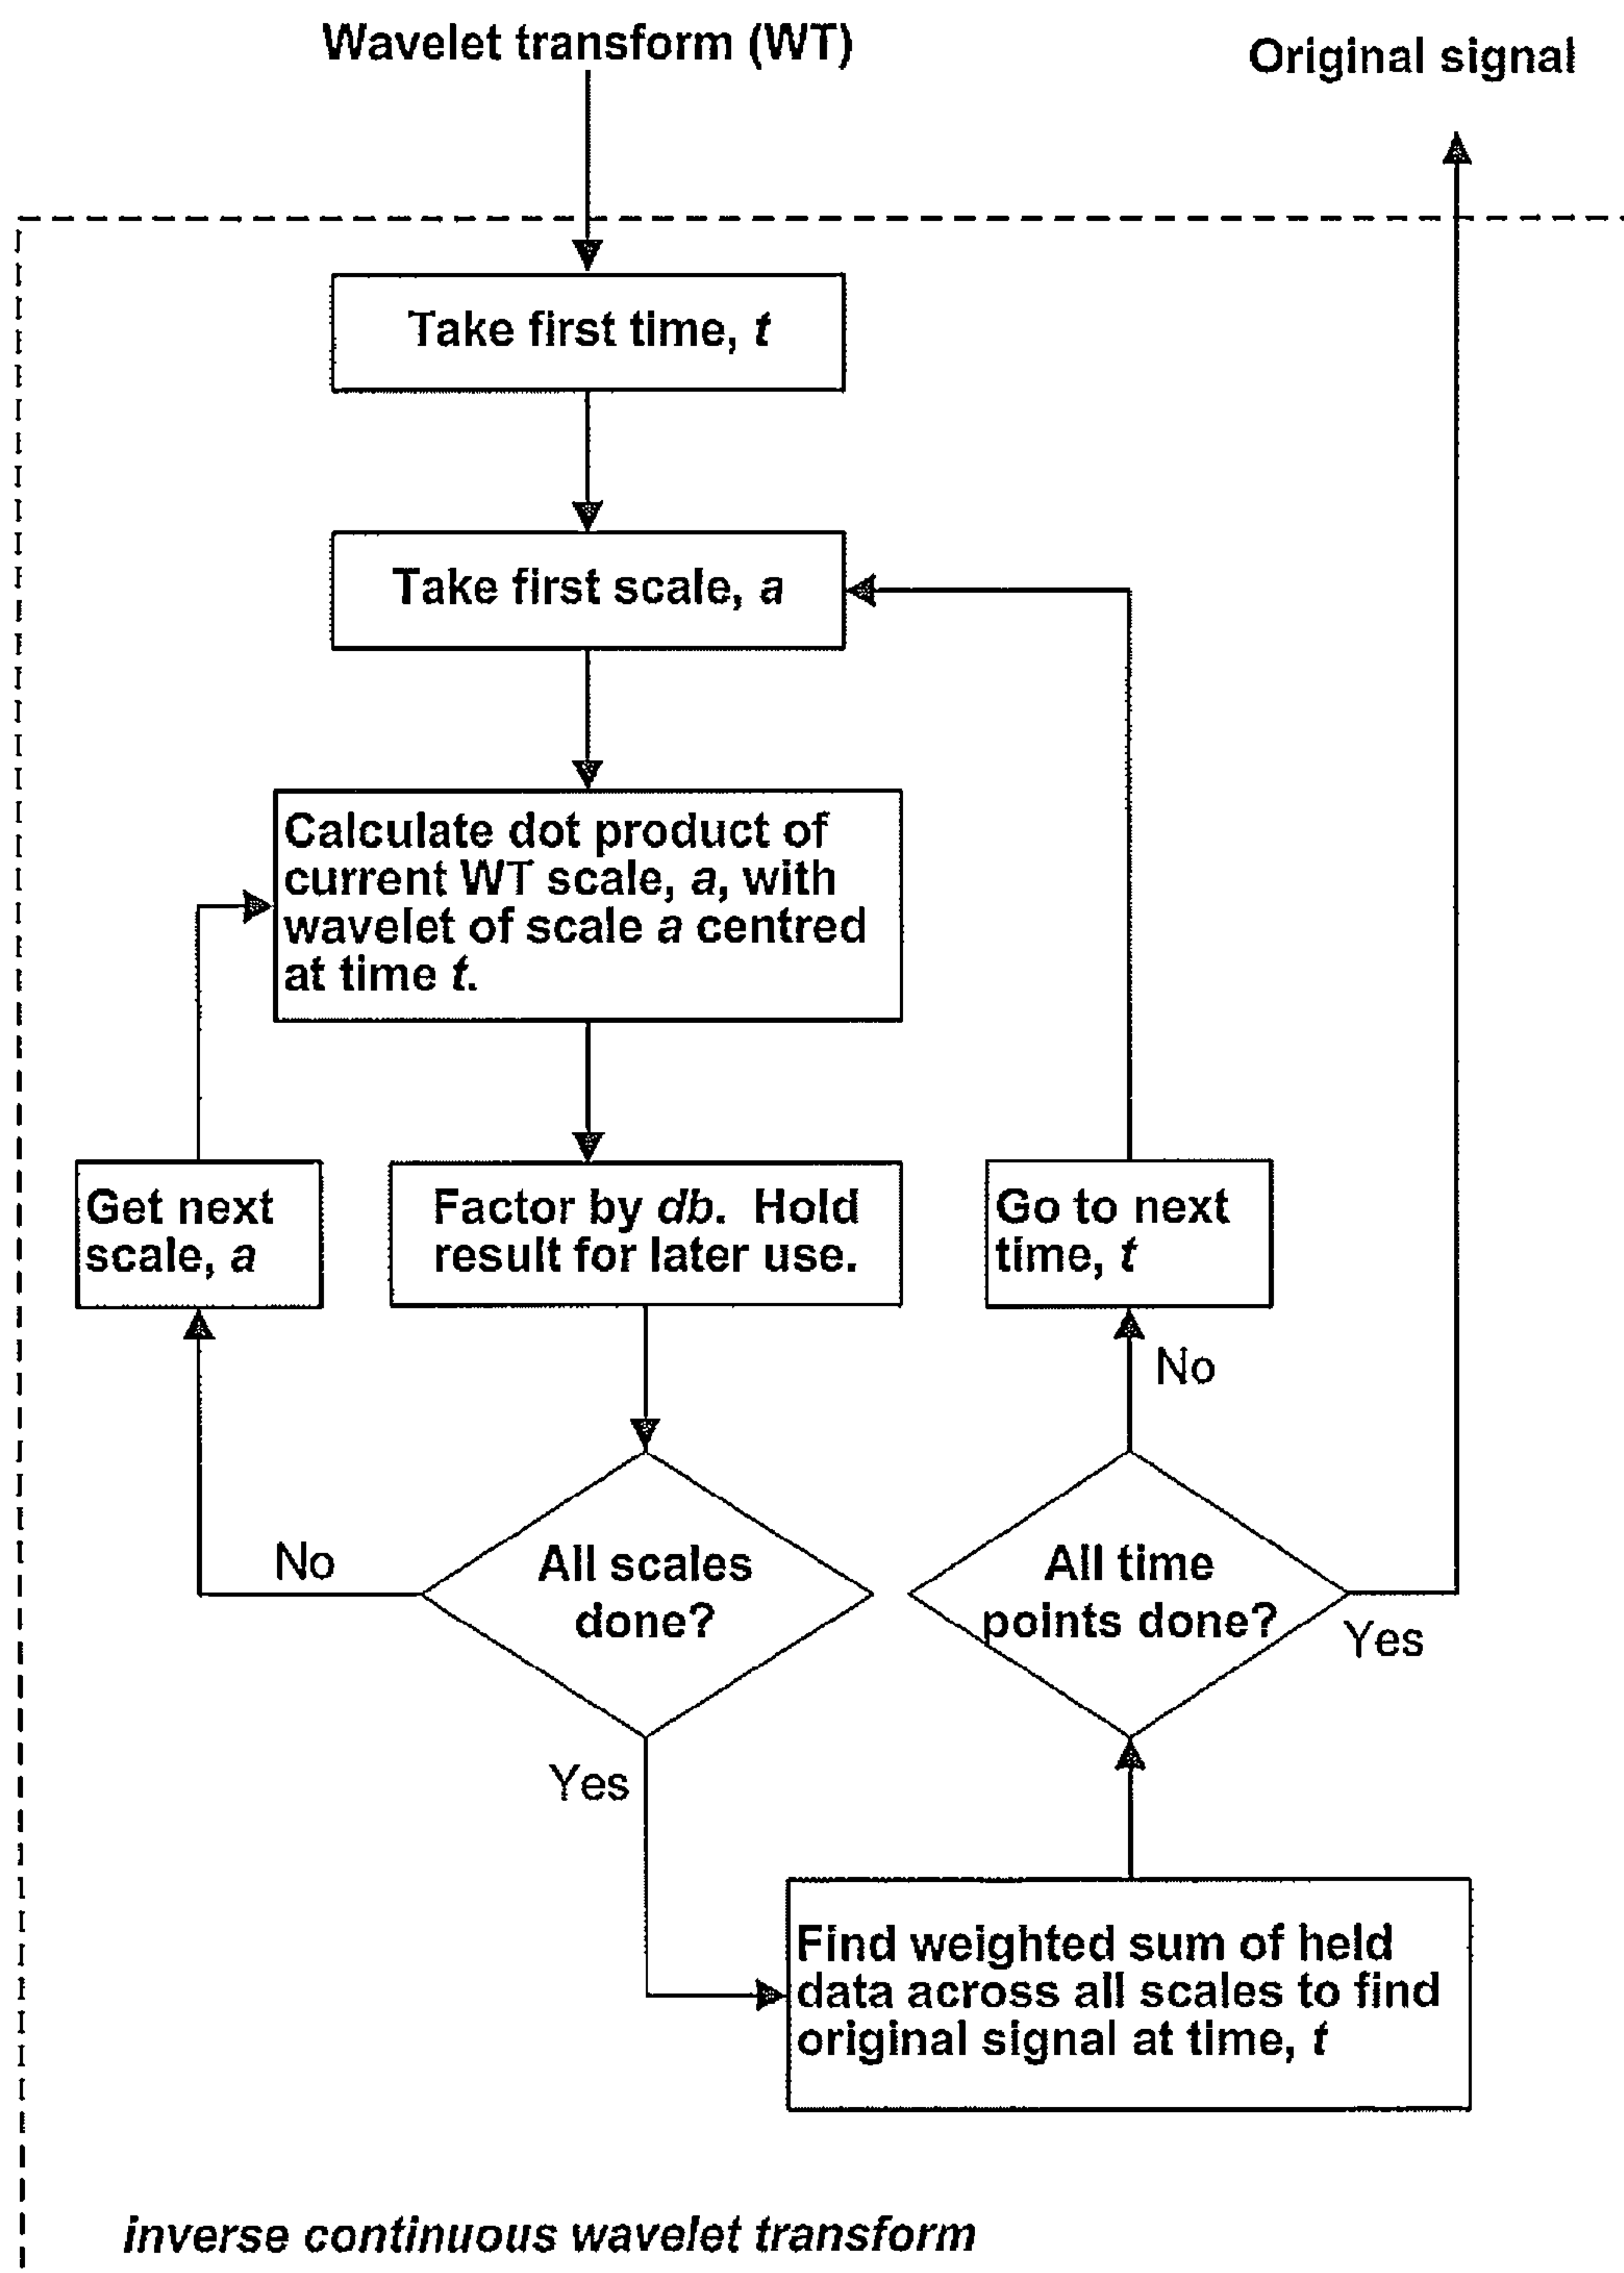 Wavelet transform (WT)
Original signal
Take first time, t
Take first scale, a
Calculate dot product of
current WT scale, a, with
wavelet of scale a centred
at time t.
Get next
scale, a
Factor by db. Hold
result for later use.
Go to next
time, t
No
No
All scales
done?
All time
points done?
Yes
Yes
Find weighted sum of held
data across all scales to find
original signal at time, t
inverse continuous wavelet transform